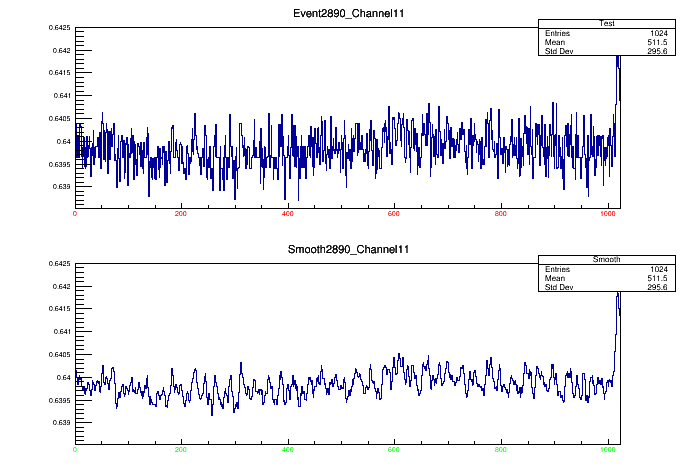 Event2890_Channel11
Test
Entries 1024
Mean 511.5
Std Dev 295.6
0.6425
0.642
0.6415
0.641
0.6405
0.64
0.6395
0.639
0 200 400 600 800 1000
Smooth2890_Channel11
Smooth
Entries 1024
Mean 511.5
Std Dev 295.6
0.6425
0.642
0.6415
0.641
0.6405
0.64
0.6395
0.639
0 200 400 600 800 1000